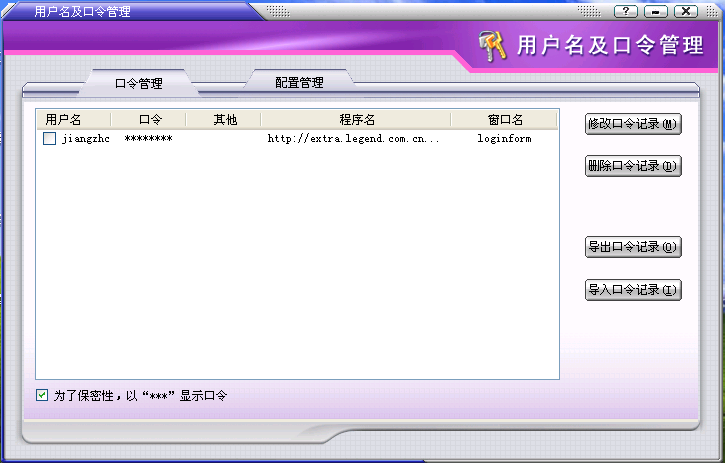 用户名及口令管理
用户名及口令管理
口令管理 配置管理
用户名 口令 其他 程序名 窗口名
jiangzhc ******** http://extra.legend.com.cn... loginform
修改口令记录(M)
删除口令记录(D)
导出口令记录(O)
导入口令记录(I)
为了保密性，以“***”显示口令